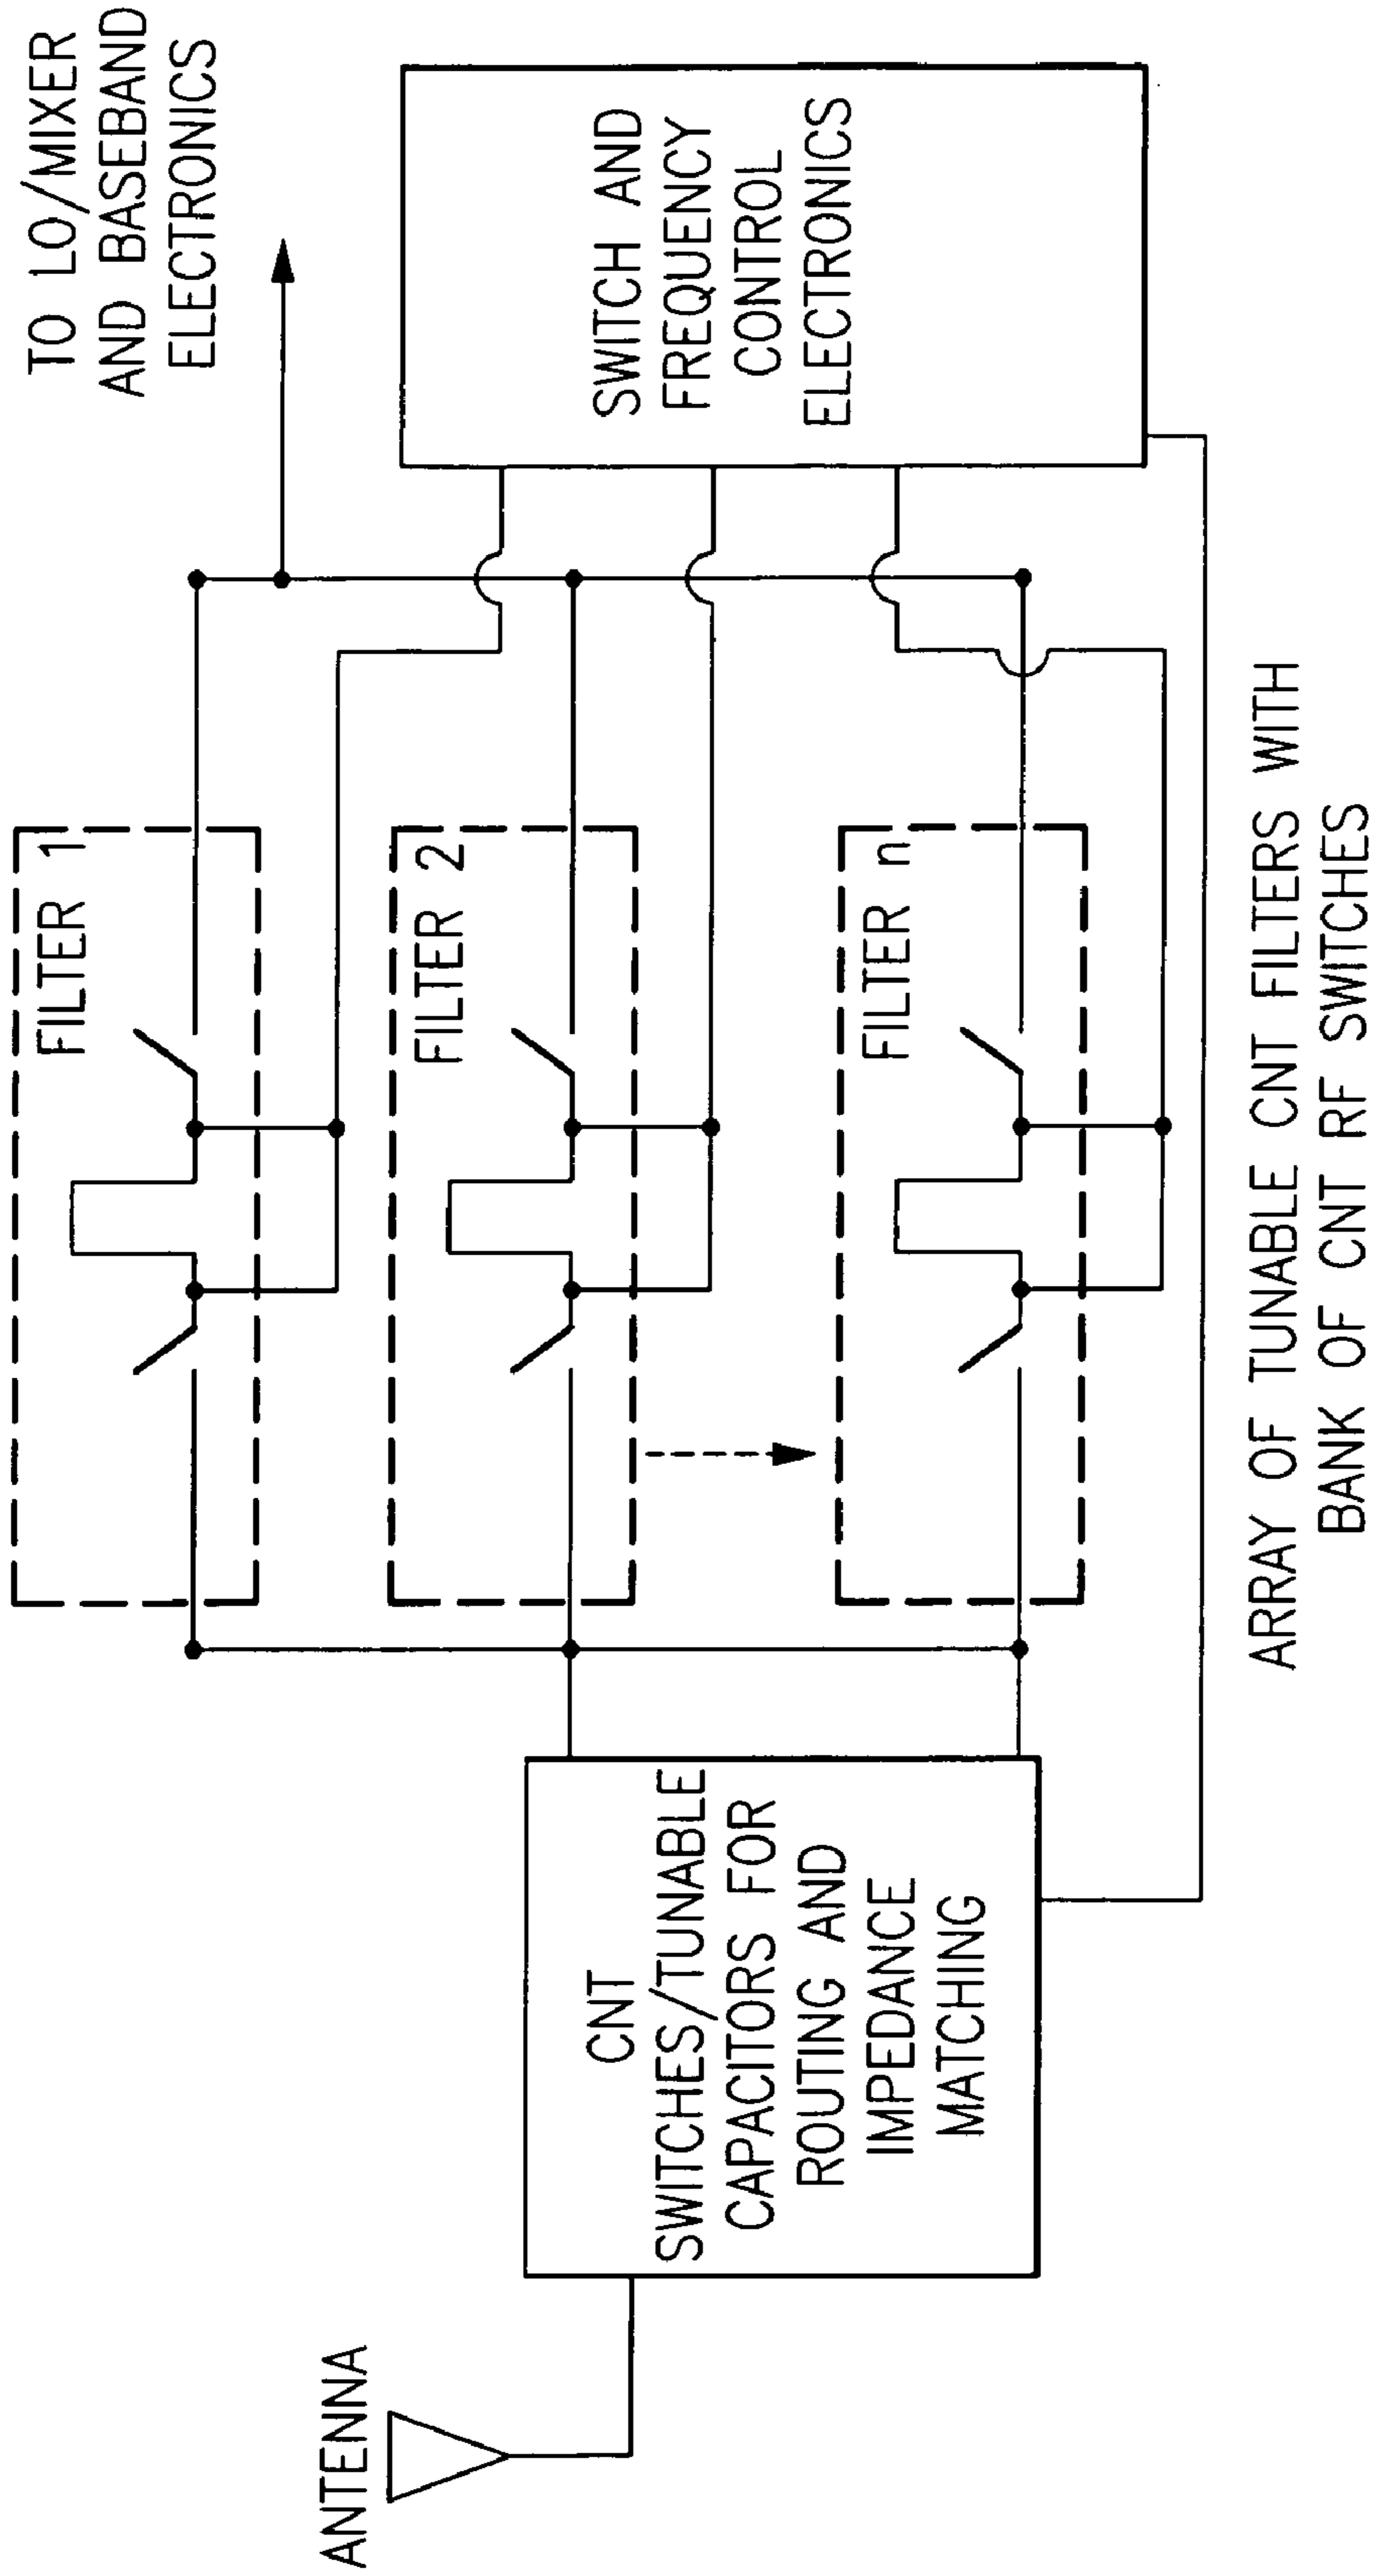 ANTENNA
CNT
SWITCHES/TUNABLE
CAPACITORS FOR
ROUTING AND
IMPEDANCE
MATCHING
FILTER 1
FILTER 2
FILTER n
TO LO/MIXER
AND BASEBAND
ELECTRONICS
SWITCH AND
FREQUENCY
CONTROL
ELECTRONICS
ARRAY OF TUNABLE CNT FILTERS WITH
BANK OF CNT RF SWITCHES